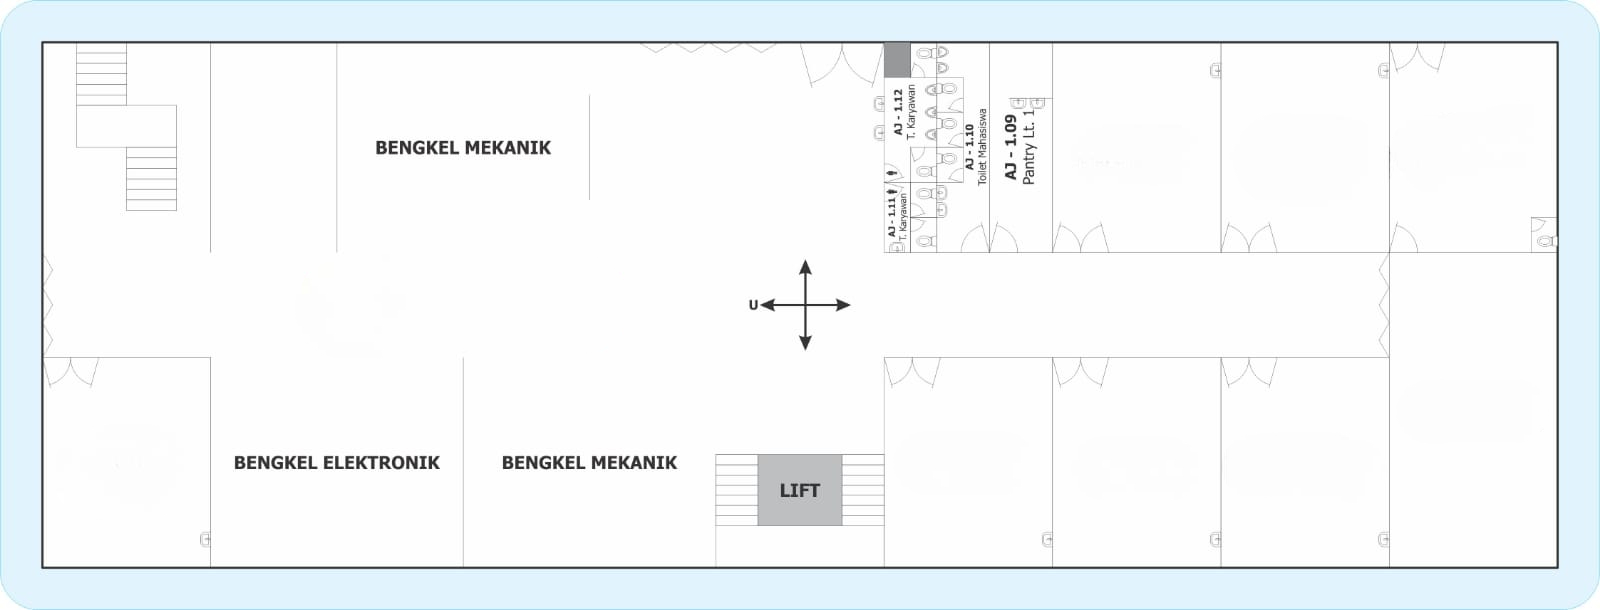 BENGKEL MEKANIK
AJ - 1.12
T. Karyawan
AJ - 1.11
T. Karyawan
AJ - 1.10
Toilet Mahasiswa
AJ - 1.09
Pantry Lt. 1
U
BENGKEL ELEKTRONIK
BENGKEL MEKANIK
LIFT